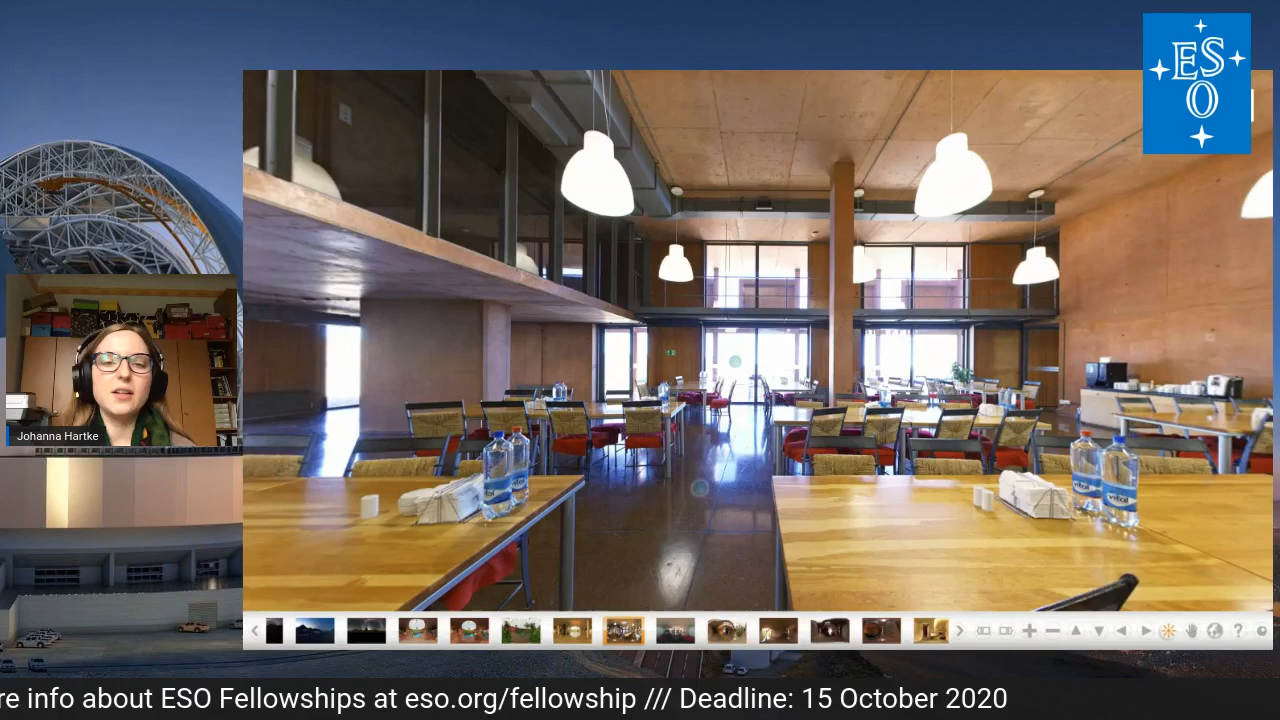 ESO
Johanna Hartke
vital
vital
vital
vital
re info about ESO Fellowships at eso.org/fellowship /// Deadline: 15 October 2020